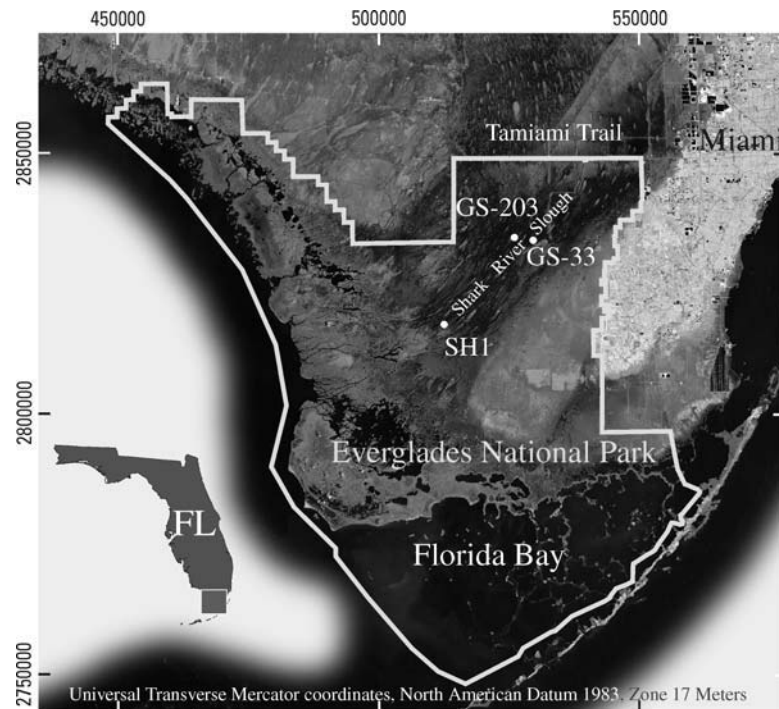 450000
500000
550000
2850000
2800000
2750000
Tamiami Trail
Miami
GS-203
GS-33
Shark River Slough
SH1
Everglades National Park
Florida Bay
FL
Universal Transverse Mercator coordinates, North American Datum 1983, Zone 17 Meters